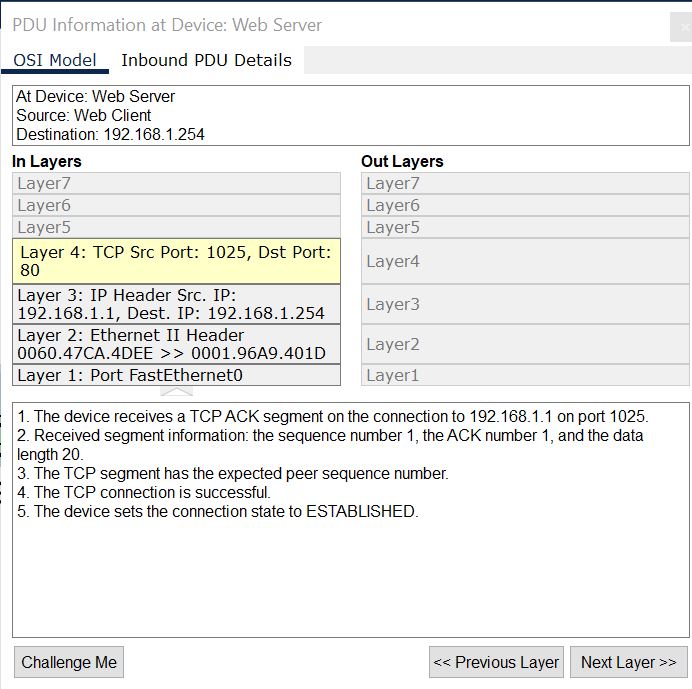 PDU Information at Device: Web Server
OSI Model Inbound PDU Details
At Device: Web Server
Source: Web Client
Destination: 192.168.1.254
In Layers
Layer7
Layer6
Layer5
Layer 4: TCP Src Port: 1025, Dst Port:
80
Layer 3: IP Header Src. IP:
192.168.1.1, Dest. IP: 192.168.1.254
Layer 2: Ethernet II Header
0060.47CA.4DEE >> 0001.96A9.401D
Layer 1: Port FastEthernet0
Out Layers
Layer7
Layer6
Layer5
Layer4
Layer3
Layer2
Layer1
1. The device receives a TCP ACK segment on the connection to 192.168.1.1 on port 1025.
2. Received segment information: the sequence number 1, the ACK number 1, and the data
length 20.
3. The TCP segment has the expected peer sequence number.
4. The TCP connection is successful.
5. The device sets the connection state to ESTABLISHED.
Challenge Me
<< Previous Layer
Next Layer >>